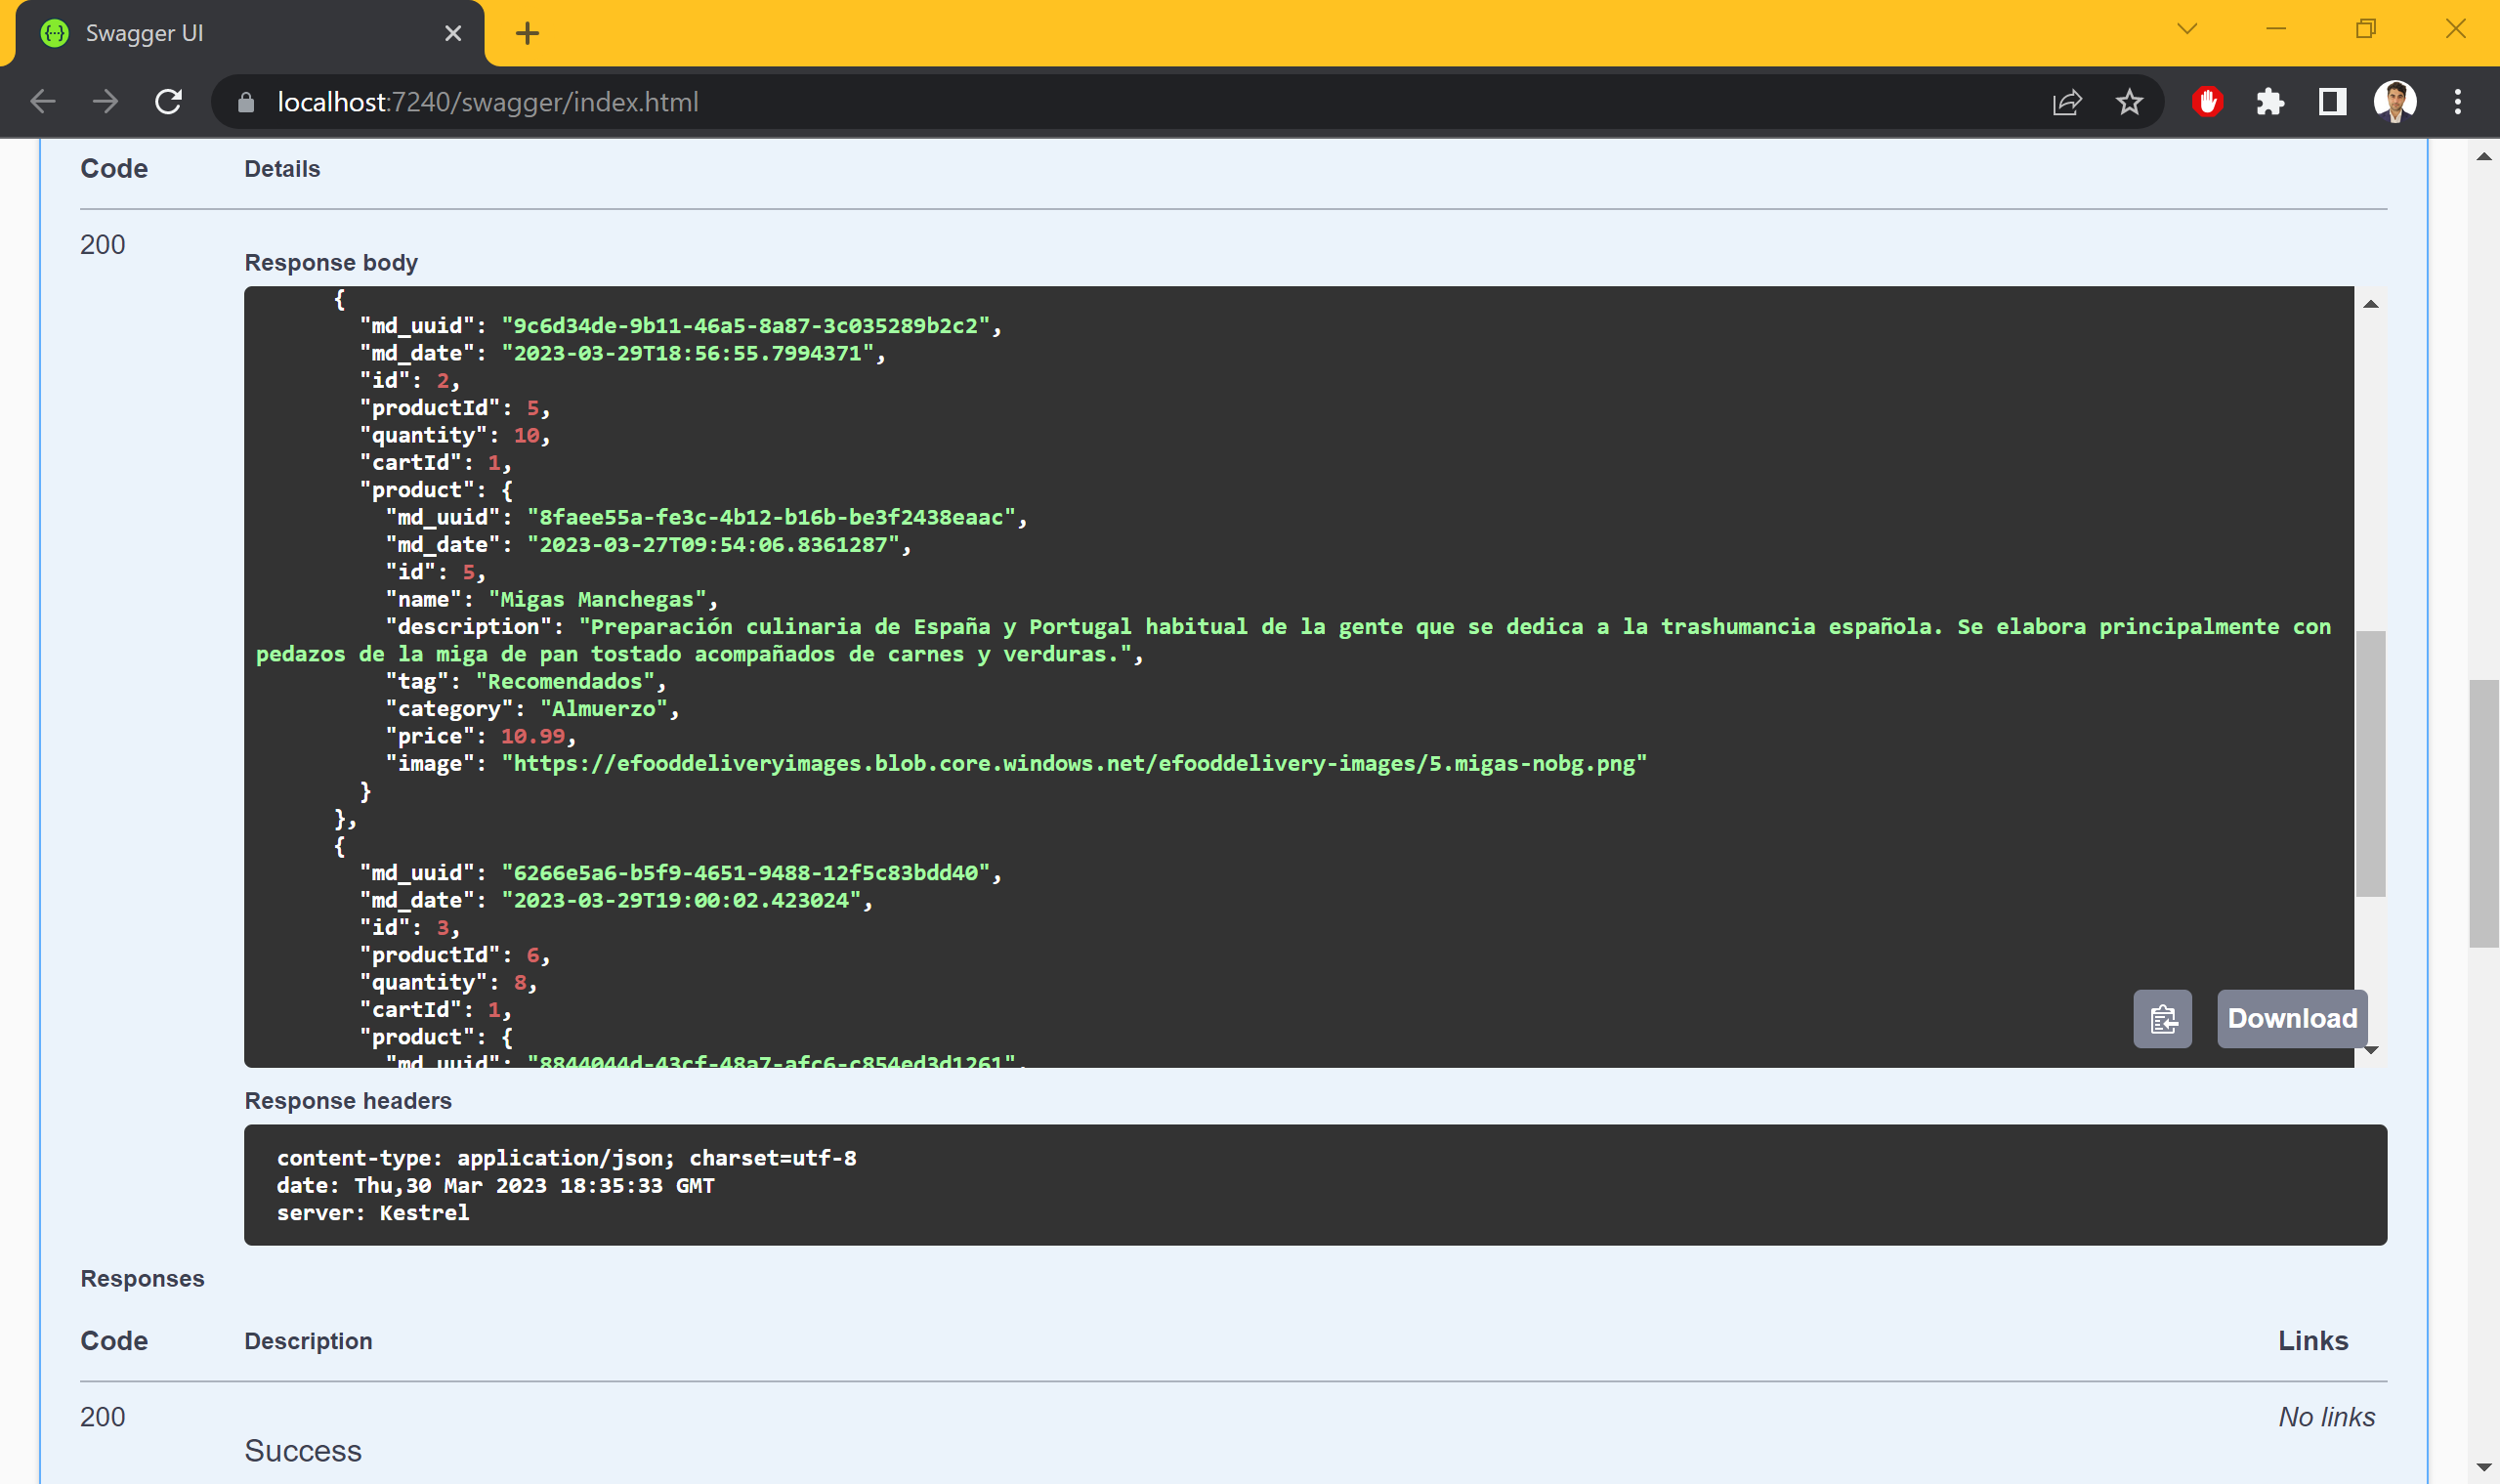 Swagger UI
localhost:7240/swagger/index.html
Code Details
200
Response body
{
"md_uuid": "9c6d34de-9b11-46a5-8a87-3c035289b2c2",
"md_date": "2023-03-29T18:56:55.7994371",
"id": 2,
"productId": 5,
"quantity": 10,
"cartId": 1,
"product": {
"md_uuid": "8faee55a-fe3c-4b12-b16b-be3f2438eaac",
"md_date": "2023-03-27T09:54:06.8361287",
"id": 5,
"name": "Migas Manchegas",
"description": "Preparación culinaria de España y Portugal habitual de la gente que se dedica a la trashumancia española. Se elabora principalmente con
pedazos de la miga de pan tostado acompañados de carnes y verduras.",
"tag": "Recomendados",
"category": "Almuerzo",
"price": 10.99,
"image": "https://efooddeliveryimages.blob.core.windows.net/efooddelivery-images/5.migas-nobg.png"
}
},
{
"md_uuid": "6266e5a6-b5f9-4651-9488-12f5c83bdd40",
"md_date": "2023-03-29T19:00:02.423024",
"id": 3,
"productId": 6,
"quantity": 8,
"cartId": 1,
"product": {
"md_uuid": "8844044d-43cf-48a7-afc6-c854ed3d1261",
Download
Response headers
content-type: application/json; charset=utf-8
date: Thu,30 Mar 2023 18:35:33 GMT
server: Kestrel
Responses
Code Description Links
200 No links
Success